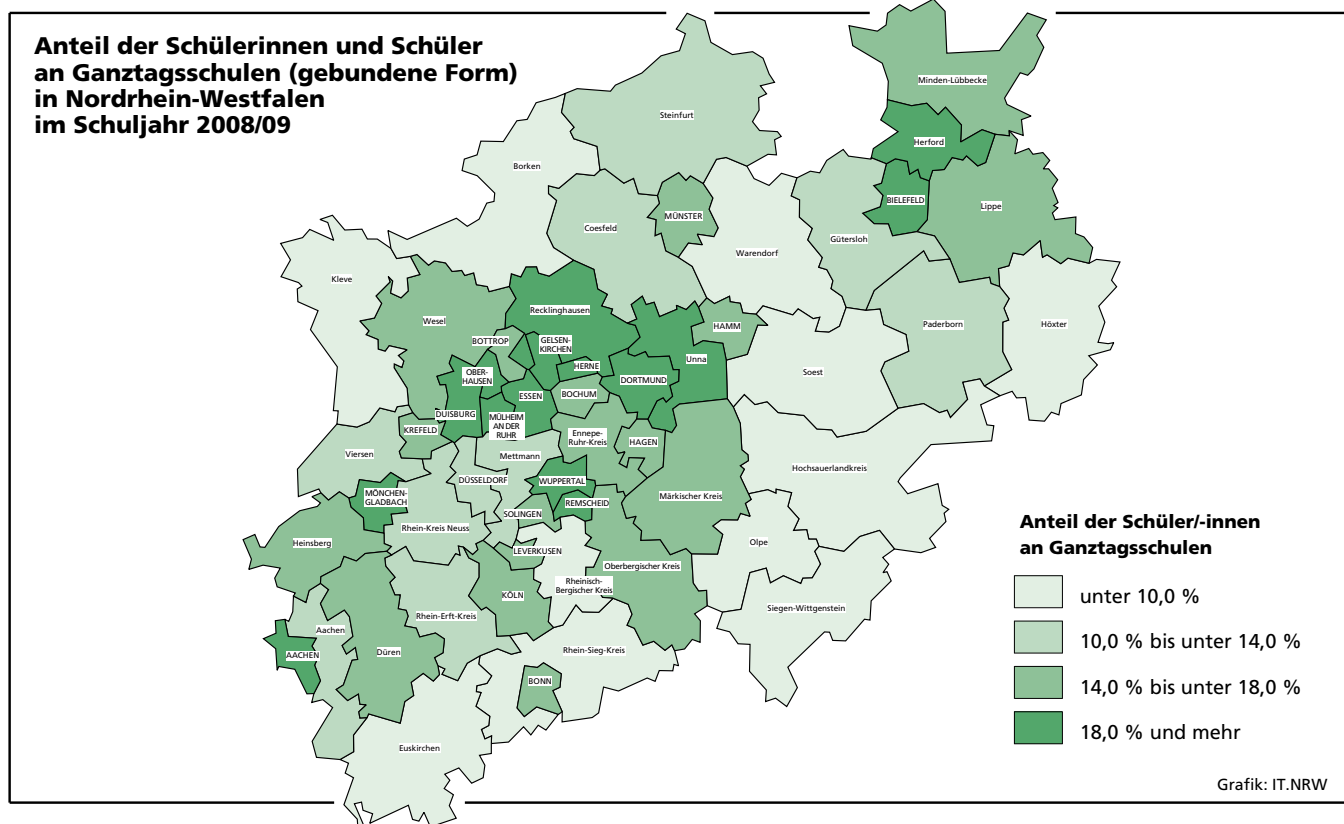 Anteil der Schülerinnen und Schüler
an Ganztagsschulen (gebundene Form)
in Nordrhein-Westfalen
im Schuljahr 2008/09
Minden-Lübbecke
Steinfurt
Herford
Borken
BIELEFELD
Lippe
MÜNSTER
Coesfeld
Gütersloh
Warendorf
Kleve
Recklinghausen
Wesel
HAMM
Paderborn
Höxter
BOTTROP
GELSEN-
KIRCHEN
Unna
HERNE
Soest
OBER-
HAUSEN
DORTMUND
ESSEN
BOCHUM
DUISBURG
MÜLHEIM
AN DER
RUHR
KREFELD
Ennepe-
Ruhr-Kreis
HAGEN
Viersen
Mettmann
Hochsauerlandkreis
DÜSSELDORF
WUPPERTAL
MÖNCHEN-
GLADBACH
Märkischer Kreis
REMSCHEID
SOLINGEN
Rhein-Kreis Neuss
Heinsberg
Olpe
LEVERKUSEN
Oberbergischer Kreis
Rheinisch-
Bergischer Kreis
KÖLN
Siegen-Wittgenstein
Rhein-Erft-Kreis
Aachen
AACHEN
Düren
Rhein-Sieg-Kreis
BONN
Euskirchen
Anteil der Schüler/-innen
an Ganztagsschulen
unter 10,0 %
10,0 % bis unter 14,0 %
14,0 % bis unter 18,0 %
18,0 % und mehr
Grafik: IT.NRW